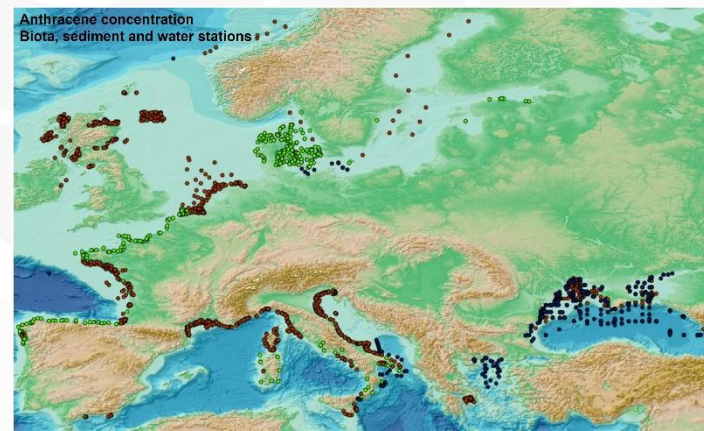 Anthracene concentration
Biota, sediment and water stations